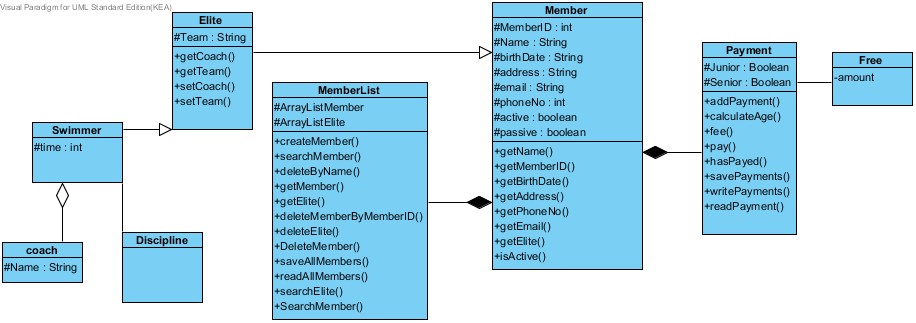 Visual Paradigm for UML Standard Edition(KEA)
Elite
#Team : String
+getCoach()
+getTeam()
+setCoach()
+setTeam()
Member
#MemberID : int
#Name : String
#birthDate : String
#address : String
#email : String
#phoneNo : int
#active : boolean
#passive : boolean
+getName()
+getMemberID()
+getBirthDate()
+getAddress()
+getPhoneNo()
+getEmail()
+getElite()
+isActive()
Payment
#Junior : Boolean
#Senior : Boolean
+addPayment()
+calculateAge()
+fee()
+pay()
+hasPayed()
+savePayments()
+writePayments()
+readPayment()
Free
-amount
MemberList
#ArrayListMember
#ArrayListElite
+createMember()
+searchMember()
+deleteByName()
+getMember()
+getElite()
+deleteMemberByMemberID()
+deleteElite()
+DeleteMember()
+saveAllMembers()
+readAllMembers()
+searchElite()
+SearchMember()
Swimmer
#time : int
coach
#Name : String
Discipline